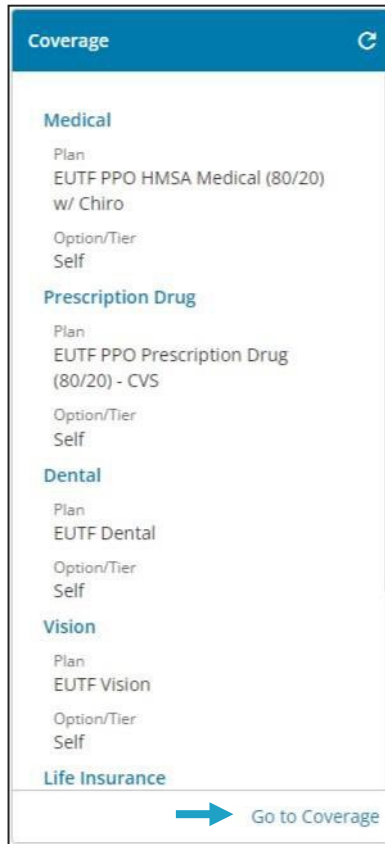 Coverage
Medical
Plan
EUTF PPO HMSA Medical (80/20)
w/ Chiro
Option/Tier
Self
Prescription Drug
Plan
EUTF PPO Prescription Drug
(80/20) - CVS
Option/Tier
Self
Dental
Plan
EUTF Dental
Option/Tier
Self
Vision
Plan
EUTF Vision
Option/Tier
Self
Life Insurance
Go to Coverage